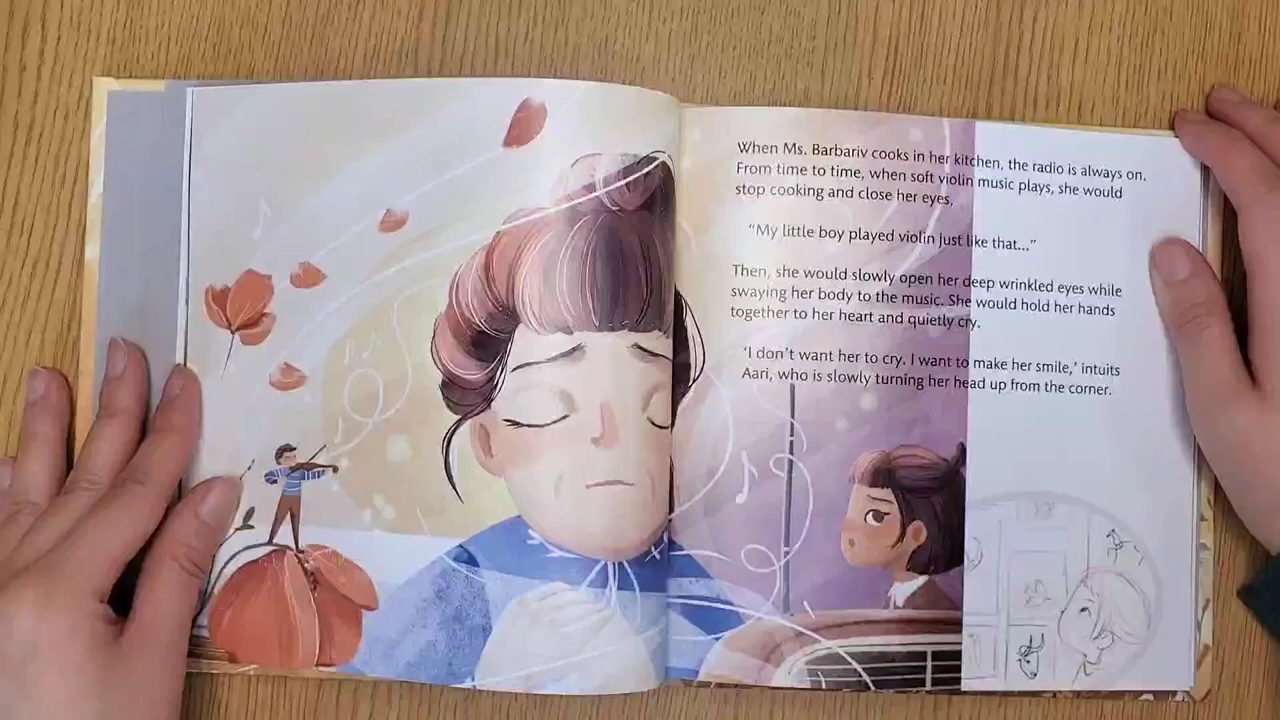 When Ms. Barbariv cooks in her kitchen, the radio is always on.
From time to time, when soft violin music plays, she would
stop cooking and close her eyes,
“My little boy played violin just like that...”
Then, she would slowly open her deep wrinkled eyes while
swaying her body to the music. She would hold her hands
together to her heart and quietly cry.
‘I don’t want her to cry. I want to make her smile,’ intuits
Aari, who is slowly turning her head up from the corner.